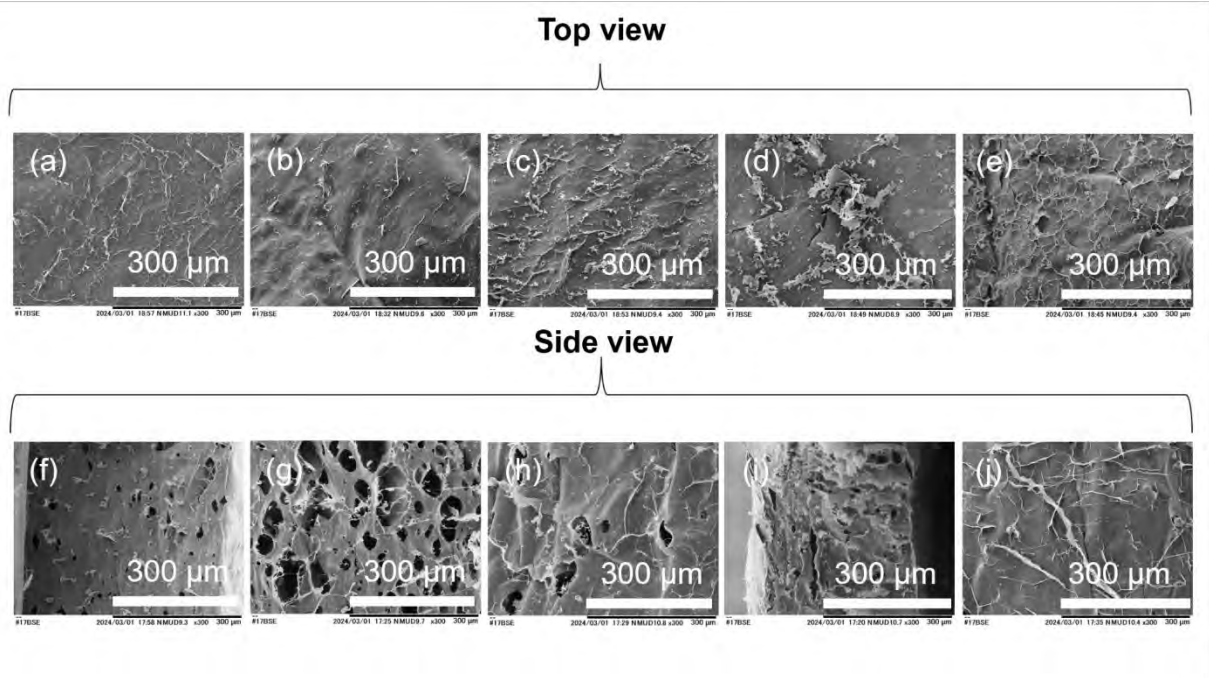 Top view
(a) (b) (c) (d) (e)
300 µm 300 µm 300 µm 300 µm 300 µm
#17BSE 2024/03/01 18:57 NMUD11.1 x300 300 µm #17BSE 2024/03/01 18:32 NMUD9.6 x300 300 µm #17BSE 2024/03/01 18:53 NMUD9.4 x300 300 µm #17BSE 2024/03/01 18:49 NMUD8.9 x300 300 µm #17BSE 2024/03/01 18:45 NMUD9.4 x300 300 µm
Side view
(f) (g) (h) (i) (j)
300 µm 300 µm 300 µm 300 µm 300 µm
#17BSE 2024/03/01 17:58 NMUD9.3 x300 300 µm #17BSE 2024/03/01 17:25 NMUD9.7 x300 300 µm #17BSE 2024/03/01 17:29 NMUD10.8 x300 300 µm #17BSE 2024/03/01 17:20 NMUD10.7 x300 300 µm #17BSE 2024/03/01 17:35 NMUD10.4 x300 300 µm